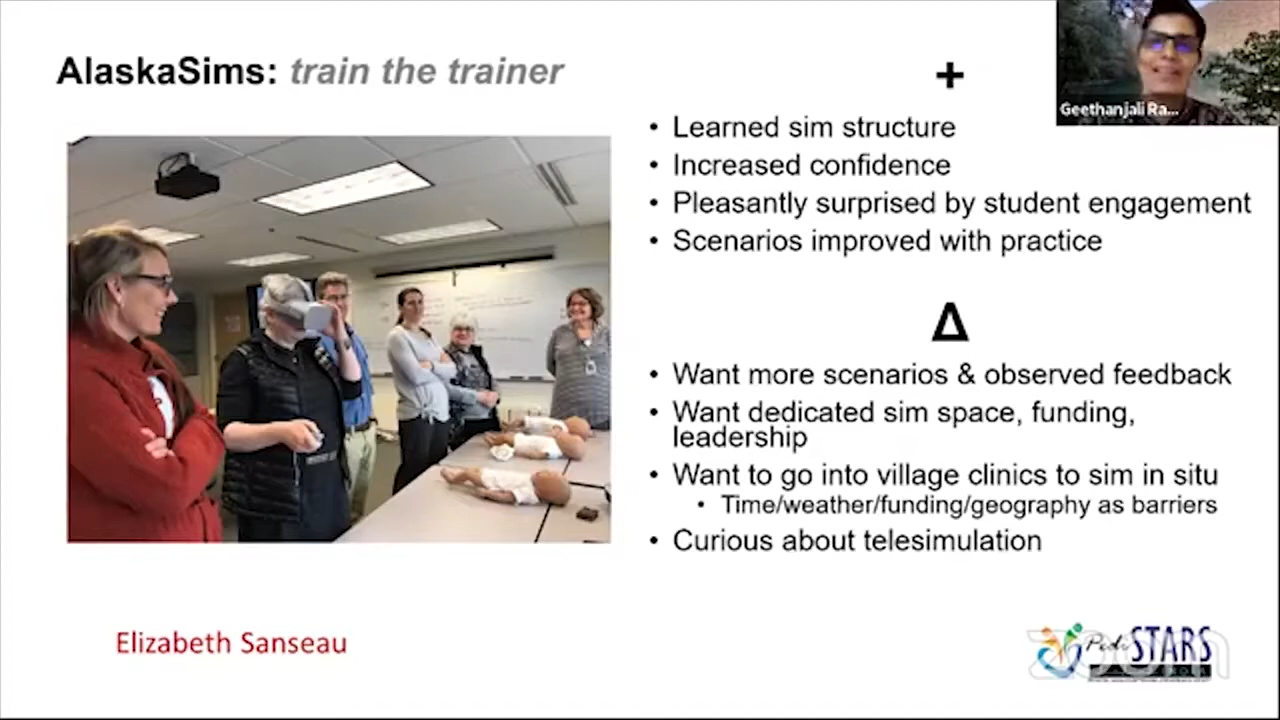 AlaskaSims: train the trainer
+
Geethanjali Ra...
• Learned sim structure
• Increased confidence
• Pleasantly surprised by student engagement
• Scenarios improved with practice
Δ
• Want more scenarios & observed feedback
• Want dedicated sim space, funding,
leadership
• Want to go into village clinics to sim in situ
• Time/weather/funding/geography as barriers
• Curious about telesimulation
Elizabeth Sanseau
Pedi STARS
zoom